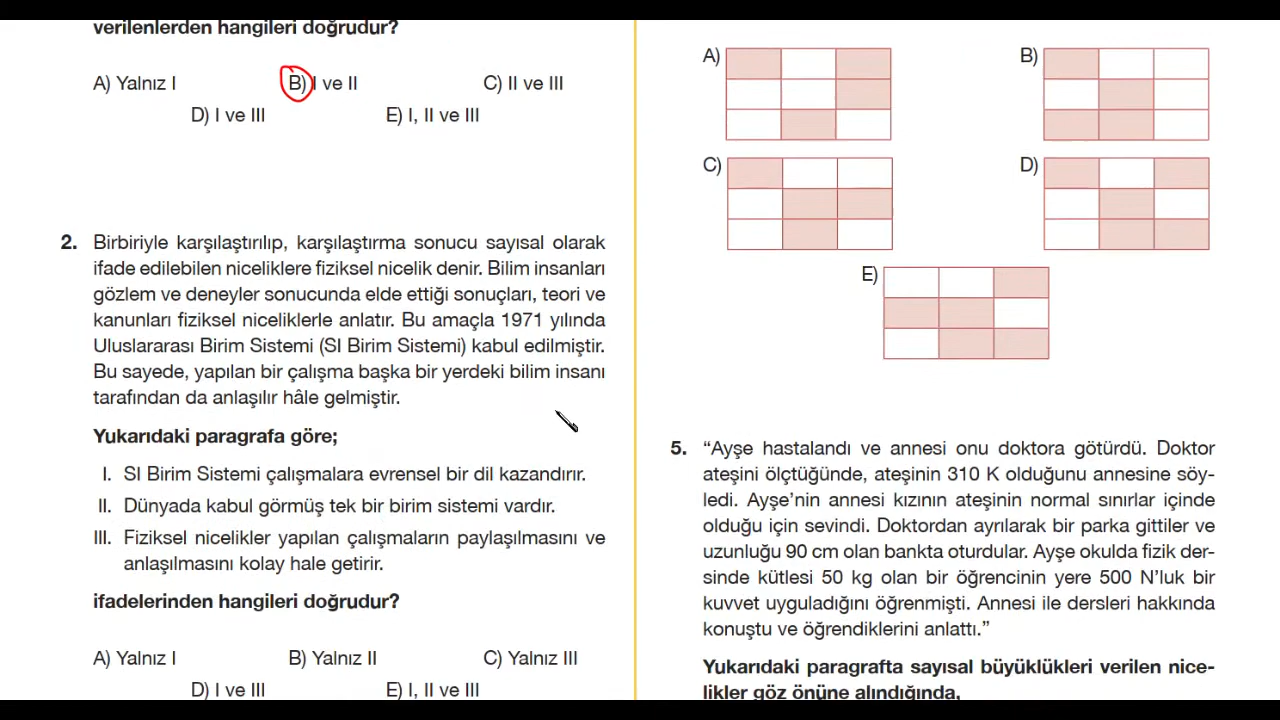 verilenlerden hangileri doğrudur?
A) Yalnız I
B) I ve II
C) II ve III
D) I ve III
E) I, II ve III
2. Birbiriyle karşılaştırılıp, karşılaştırma sonucu sayısal olarak
ifade edilebilen niceliklere fiziksel nicelik denir. Bilim insanları
gözlem ve deneyler sonucunda elde ettiği sonuçları, teori ve
kanunları fiziksel niceliklerle anlatır. Bu amaçla 1971 yılında
Uluslararası Birim Sistemi (SI Birim Sistemi) kabul edilmiştir.
Bu sayede, yapılan bir çalışma başka bir yerdeki bilim insanı
tarafından da anlaşılır hâle gelmiştir.
Yukarıdaki paragrafa göre;
I. SI Birim Sistemi çalışmalara evrensel bir dil kazandırır.
II. Dünyada kabul görmüş tek bir birim sistemi vardır.
III. Fiziksel nicelikler yapılan çalışmaların paylaşılmasını ve
anlaşılmasını kolay hale getirir.
ifadelerinden hangileri doğrudur?
A) Yalnız I
B) Yalnız II
C) Yalnız III
D) I ve III
E) I, II ve III
A)
B)
C)
D)
E)
5. “Ayşe hastalandı ve annesi onu doktora götürdü. Doktor
ateşini ölçtüğünde, ateşinin 310 K olduğunu annesine söy-
ledi. Ayşe’nin annesi kızının ateşinin normal sınırlar içinde
olduğu için sevindi. Doktordan ayrılarak bir parka gittiler ve
uzunluğu 90 cm olan bankta oturdular. Ayşe okulda fizik der-
sinde kütlesi 50 kg olan bir öğrencinin yere 500 N’luk bir
kuvvet uyguladığını öğrenmişti. Annesi ile dersleri hakkında
konuştu ve öğrendiklerini anlattı.”
Yukarıdaki paragrafta sayısal büyüklükleri verilen nice-
likler göz önüne alındığında,